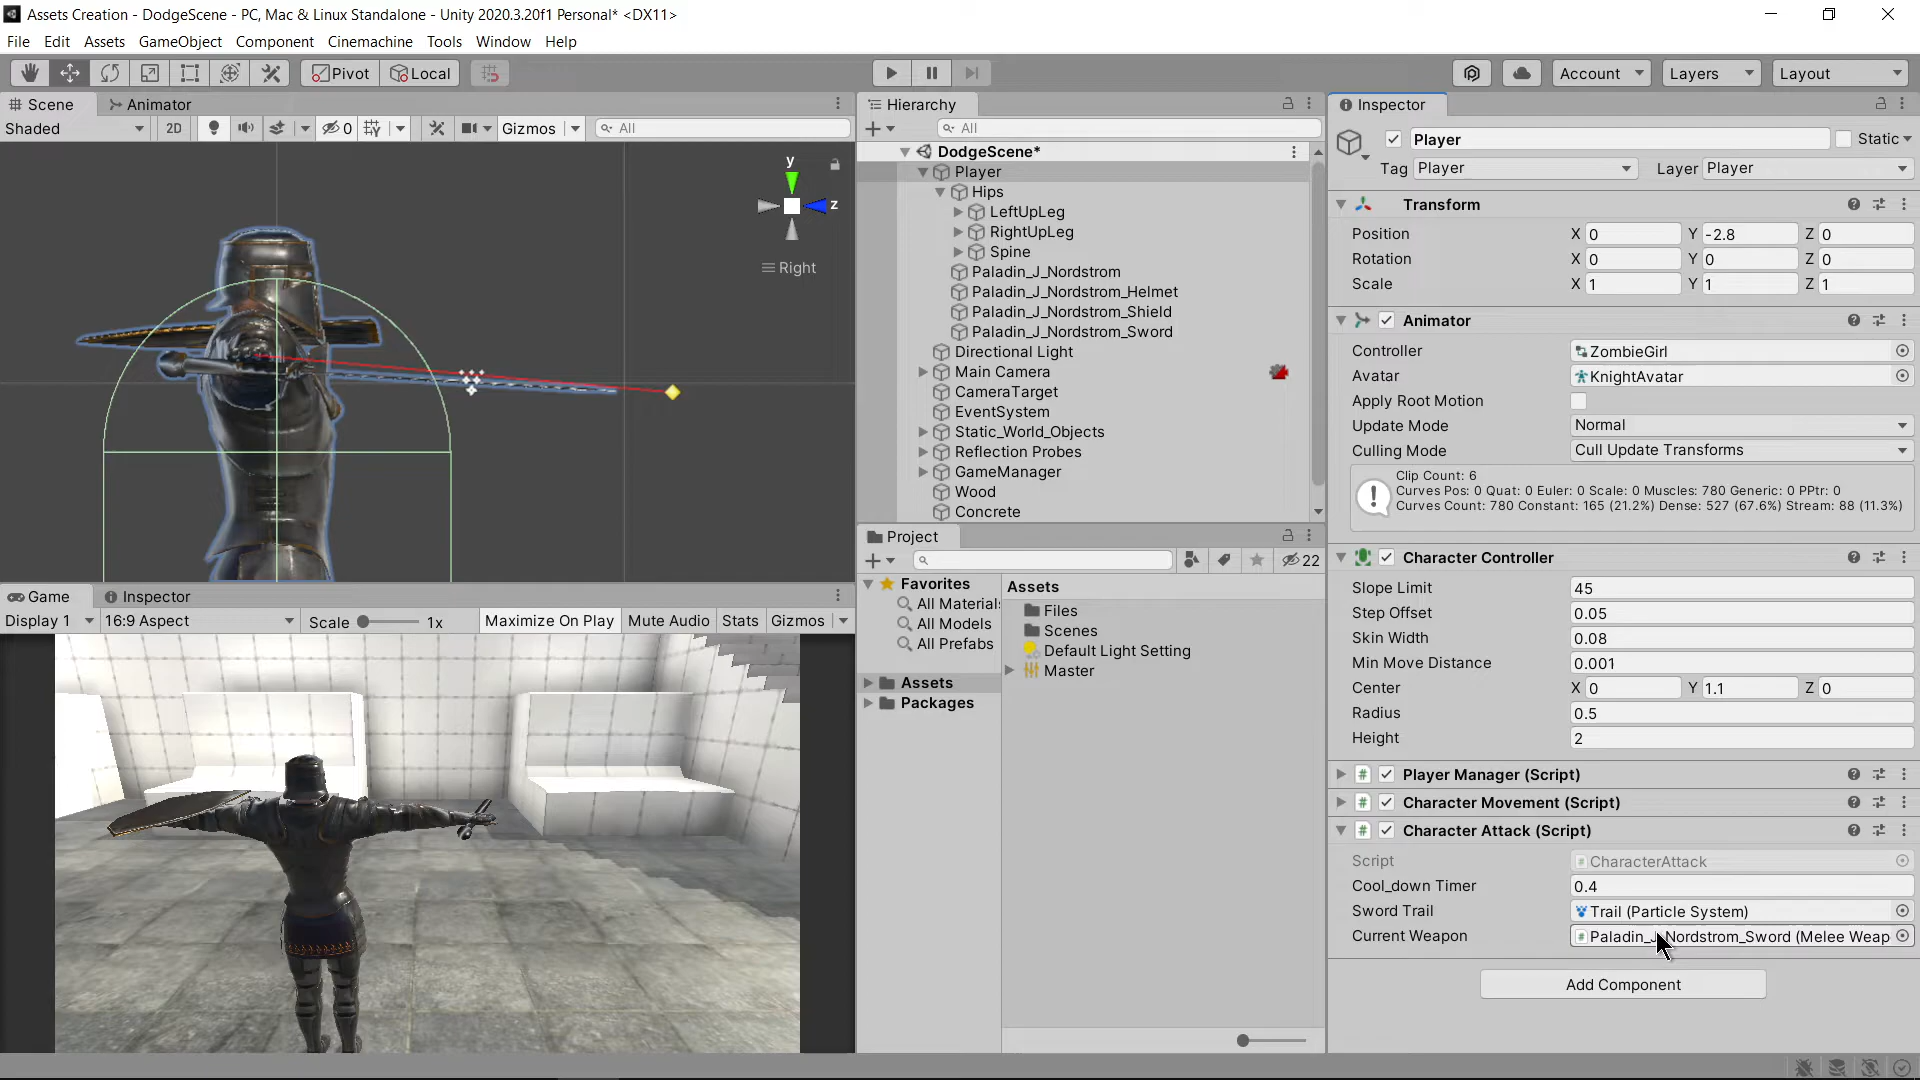 Assets Creation - DodgeScene - PC, Mac & Linux Standalone - Unity 2020.3.20f1 Personal* <DX11>
File Edit Assets GameObject Component Cinemachine Tools Window Help
Pivot Local Account Layers Layout
Scene Animator
Shaded 2D 0 Gizmos All
y
z
Right
Hierarchy
All
DodgeScene*
Player
Hips
LeftUpLeg
RightUpLeg
Spine
Paladin_J_Nordstrom
Paladin_J_Nordstrom_Helmet
Paladin_J_Nordstrom_Shield
Paladin_J_Nordstrom_Sword
Directional Light
Main Camera
CameraTarget
EventSystem
Static_World_Objects
Reflection Probes
GameManager
Wood
Concrete
Game Inspector
Display 1 16:9 Aspect Scale 1x Maximize On Play Mute Audio Stats Gizmos
Project
22
Favorites
All Materials
All Models
All Prefabs
Assets
Packages
Assets
Files
Scenes
Default Light Setting
Master
Inspector
Player Static
Tag Player Layer Player
Transform
Position X 0 Y -2.8 Z 0
Rotation X 0 Y 0 Z 0
Scale X 1 Y 1 Z 1
Animator
Controller ZombieGirl
Avatar KnightAvatar
Apply Root Motion
Update Mode Normal
Culling Mode Cull Update Transforms
Clip Count: 6
Curves Pos: 0 Quat: 0 Euler: 0 Scale: 0 Muscles: 780 Generic: 0 PPtr: 0
Curves Count: 780 Constant: 165 (21.2%) Dense: 527 (67.6%) Stream: 88 (11.3%)
Character Controller
Slope Limit 45
Step Offset 0.05
Skin Width 0.08
Min Move Distance 0.001
Center X 0 Y 1.1 Z 0
Radius 0.5
Height 2
Player Manager (Script)
Character Movement (Script)
Character Attack (Script)
Script CharacterAttack
Cool_down Timer 0.4
Sword Trail Trail (Particle System)
Current Weapon Paladin_J_Nordstrom_Sword (Melee Weap
Add Component